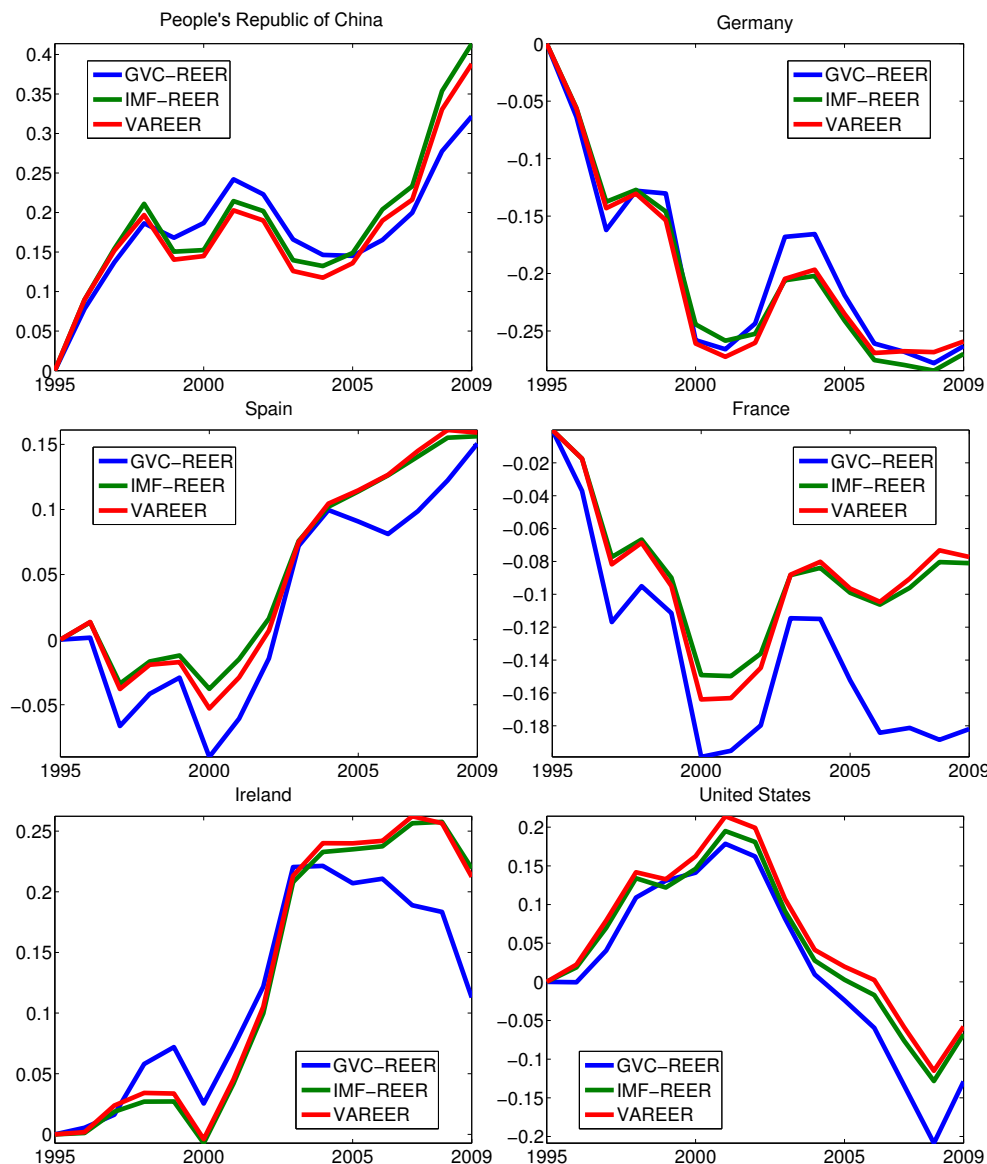 People's Republic of China
0.4
0.35
0.3
0.25
0.2
0.15
0.1
0.05
0
1995 2000 2005 2009
GVC-REER
IMF-REER
VAREER
Germany
0
-0.05
-0.1
-0.15
-0.2
-0.25
1995 2000 2005 2009
GVC-REER
IMF-REER
VAREER
Spain
0.15
0.1
0.05
0
-0.05
1995 2000 2005 2009
GVC-REER
IMF-REER
VAREER
France
-0.02
-0.04
-0.06
-0.08
-0.1
-0.12
-0.14
-0.16
-0.18
1995 2000 2005 2009
GVC-REER
IMF-REER
VAREER
Ireland
0.25
0.2
0.15
0.1
0.05
0
1995 2000 2005 2009
GVC-REER
IMF-REER
VAREER
United States
0.2
0.15
0.1
0.05
0
-0.05
-0.1
-0.15
-0.2
1995 2000 2005 2009
GVC-REER
IMF-REER
VAREER